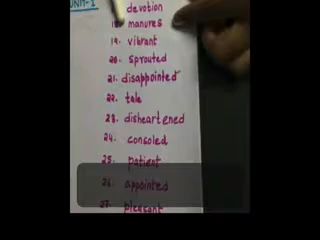 UNIT-1
devotion
18. manures
19. vibrant
20. sprouted
21. disappointed
22. tale
23. disheartened
24. consoled
25. patient
26. appointed
27. pleasant